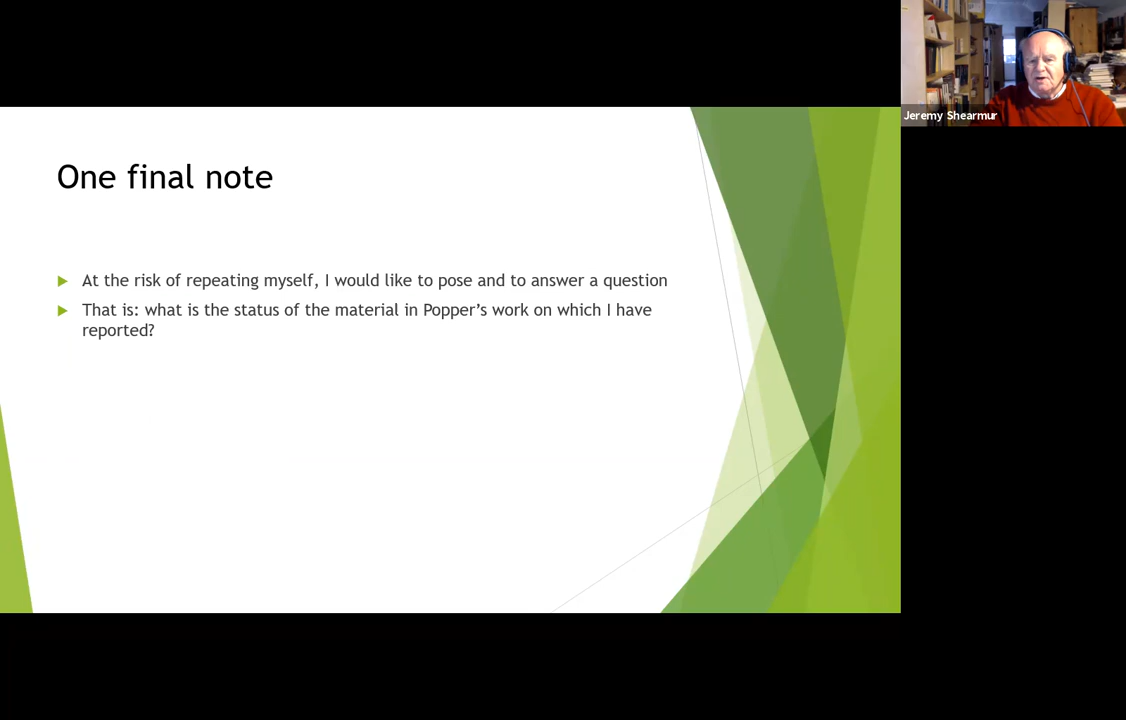 One final note
At the risk of repeating myself, I would like to pose and to answer a question
That is: what is the status of the material in Popper’s work on which I have
reported?
Jeremy Shearmur